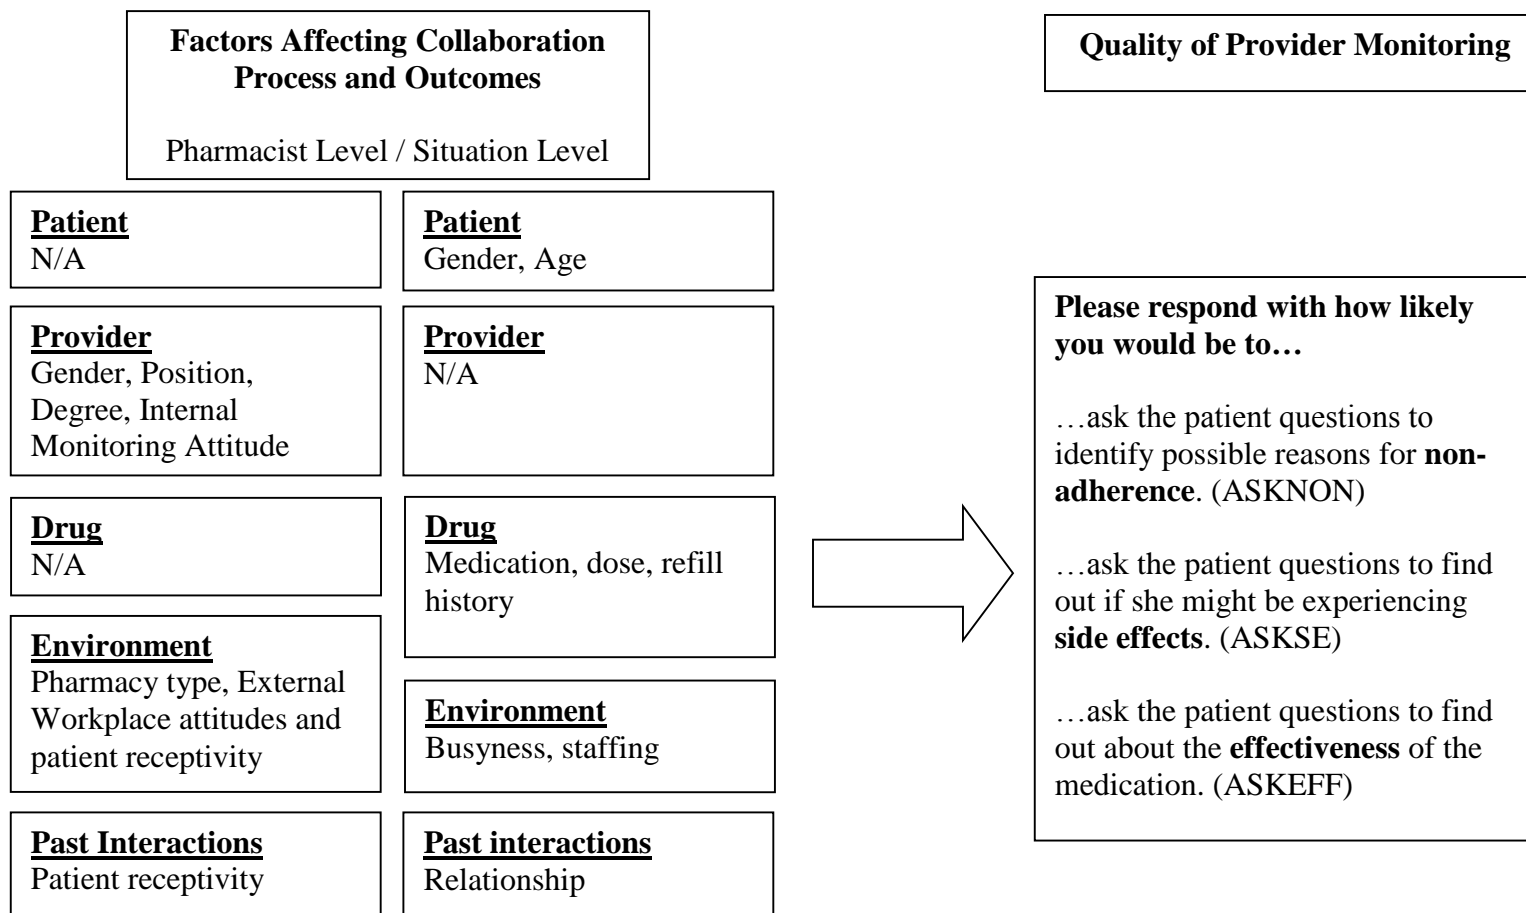 Factors Affecting Collaboration
Process and Outcomes
Pharmacist Level / Situation Level
Quality of Provider Monitoring
Patient
N/A
Patient
Gender, Age
Provider
Gender, Position,
Degree, Internal
Monitoring Attitude
Provider
N/A
Drug
N/A
Drug
Medication, dose, refill
history
Environment
Pharmacy type, External
Workplace attitudes and
patient receptivity
Environment
Busyness, staffing
Past Interactions
Patient receptivity
Past interactions
Relationship
Please respond with how likely
you would be to…
…ask the patient questions to
identify possible reasons for non-
adherence. (ASKNON)
…ask the patient questions to find
out if she might be experiencing
side effects. (ASKSE)
…ask the patient questions to find
out about the effectiveness of the
medication. (ASKEFF)